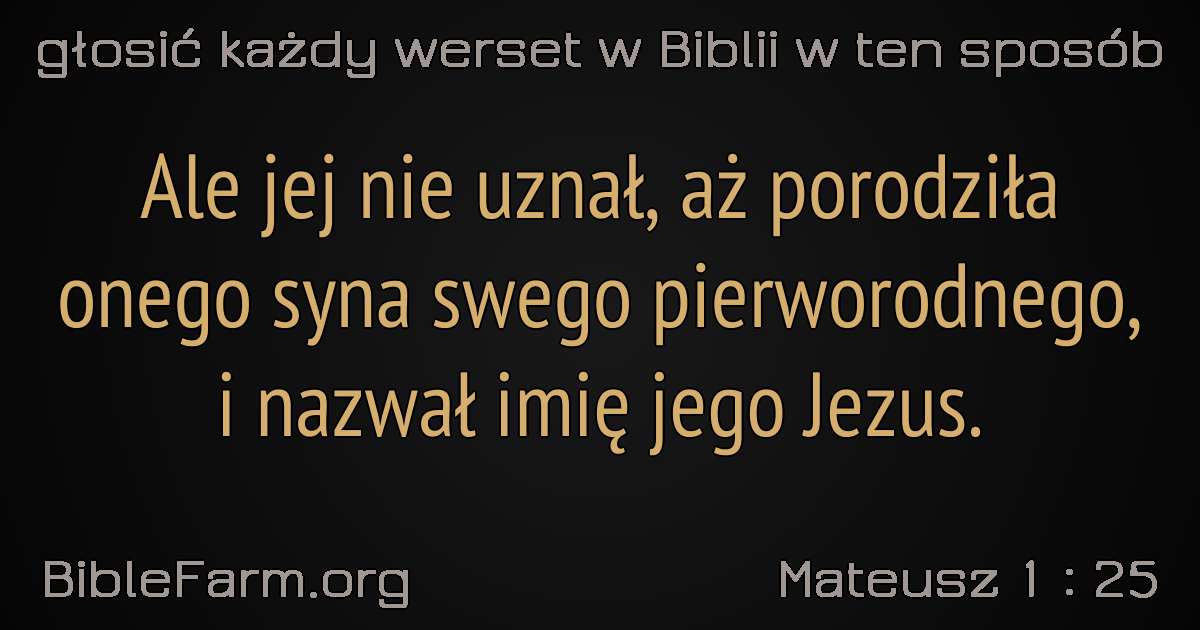 głosić każdy werset w Biblii w ten sposób
Ale jej nie uznał, aż porodziła
onego syna swego pierworodnego,
i nazwał imię jego Jezus.
BibleFarm.org
Mateusz 1 : 25